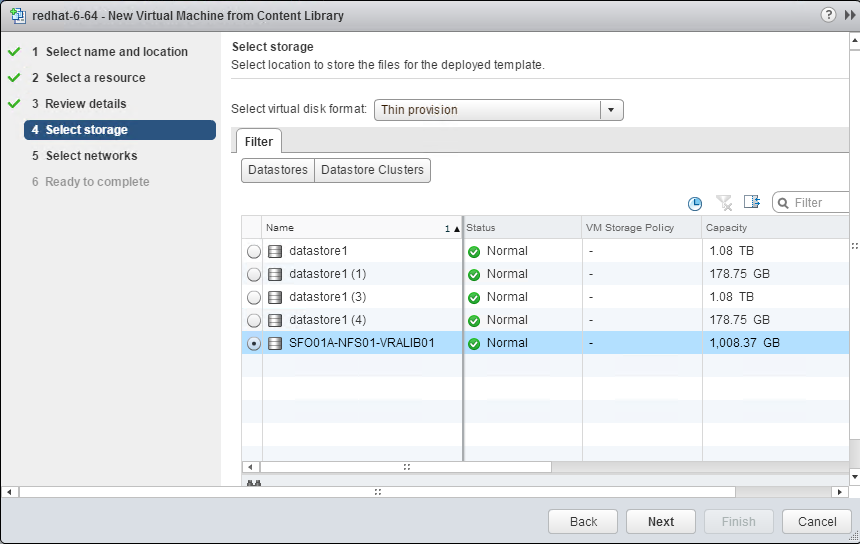 redhat-6-64 - New Virtual Machine from Content Library
?
1 Select name and location
2 Select a resource
3 Review details
4 Select storage
5 Select networks
6 Ready to complete
Select storage
Select location to store the files for the deployed template.
Select virtual disk format: Thin provision
Filter
Datastores Datastore Clusters
Filter
Name 1 Status VM Storage Policy Capacity
datastore1 Normal - 1.08 TB
datastore1 (1) Normal - 178.75 GB
datastore1 (3) Normal - 1.08 TB
datastore1 (4) Normal - 178.75 GB
SFO01A-NFS01-VRALIB01 Normal - 1,008.37 GB
Back Next Finish Cancel